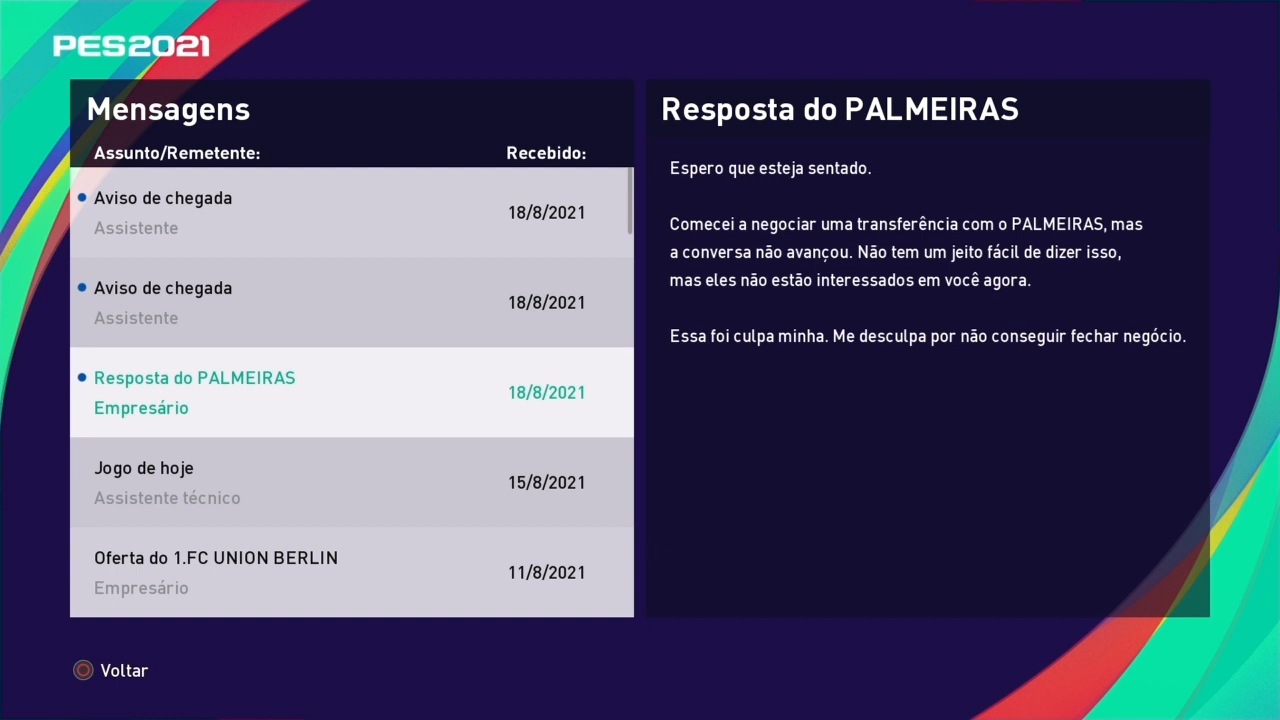 PES2021
Mensagens
Assunto/Remetente: Recebido:
Aviso de chegada
Assistente
18/8/2021
Aviso de chegada
Assistente
18/8/2021
Resposta do PALMEIRAS
Empresário
18/8/2021
Jogo de hoje
Assistente técnico
15/8/2021
Oferta do 1.FC UNION BERLIN
Empresário
11/8/2021
Resposta do PALMEIRAS
Espero que esteja sentado.
Comecei a negociar uma transferência com o PALMEIRAS, mas
a conversa não avançou. Não tem um jeito fácil de dizer isso,
mas eles não estão interessados em você agora.
Essa foi culpa minha. Me desculpa por não conseguir fechar negócio.
Voltar